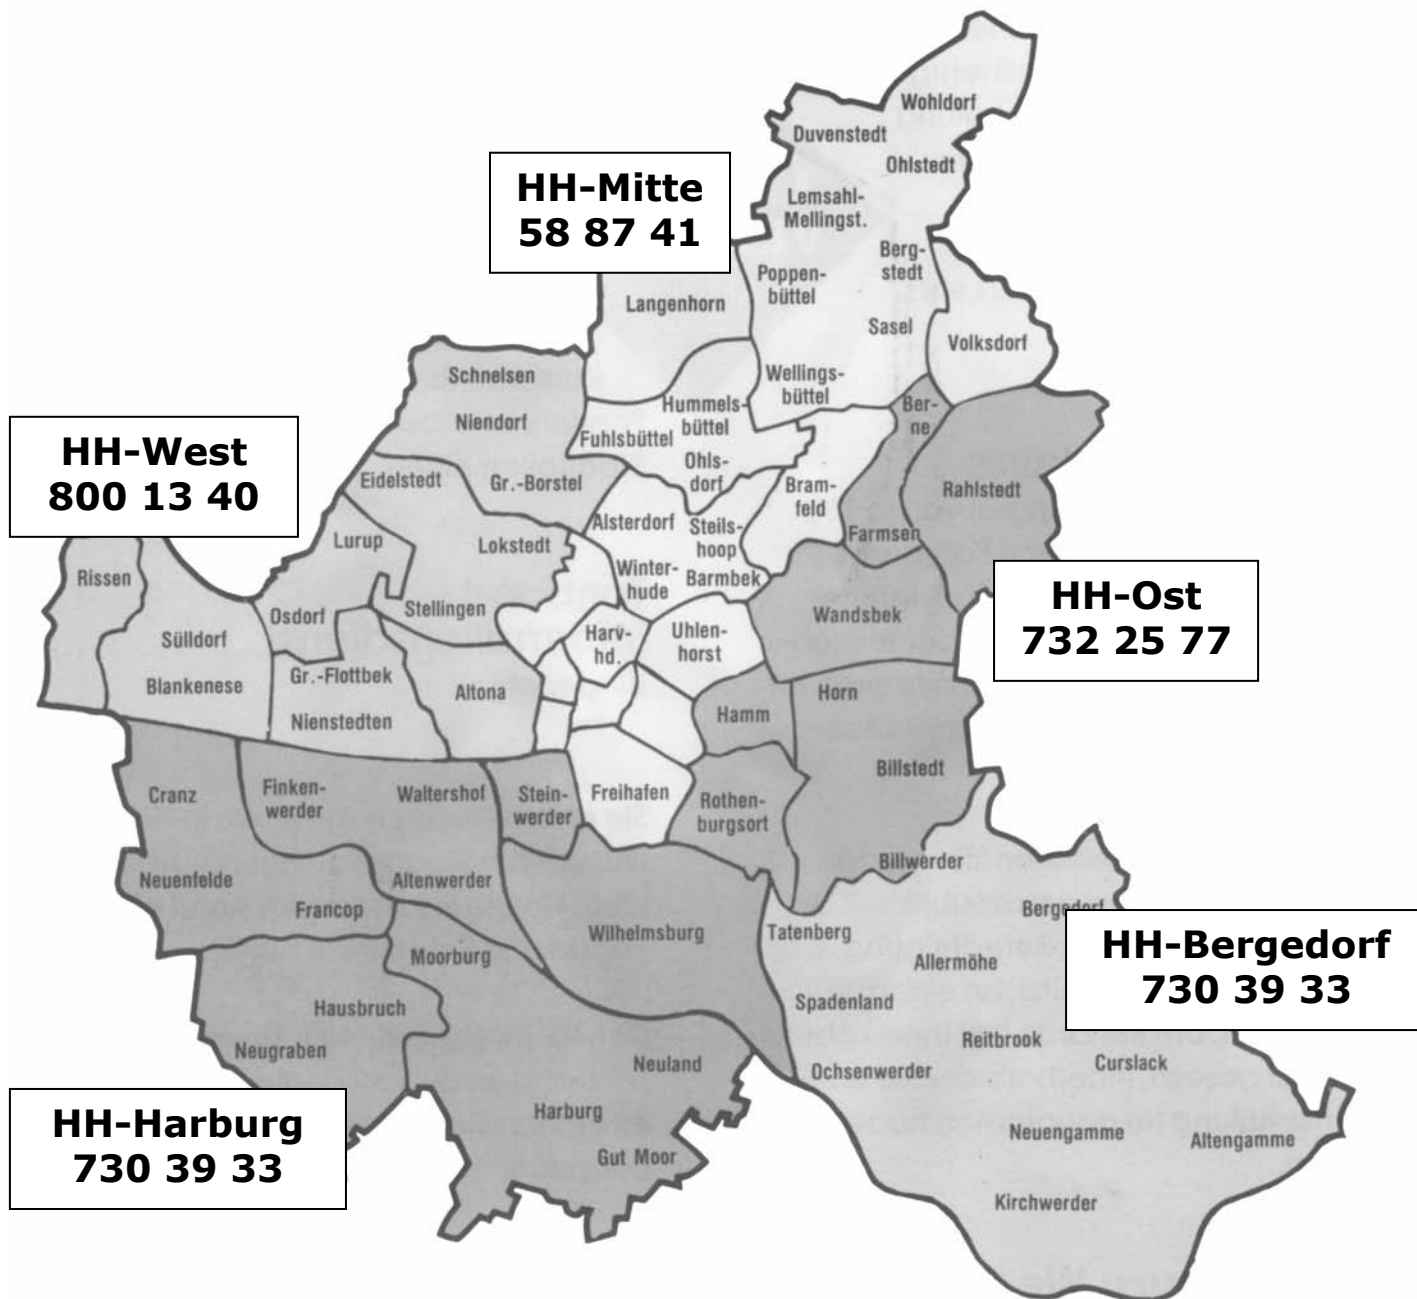 Wohldorf
Duvenstedt
Ohlstedt
HH-Mitte
58 87 41
Lemsahl-
Mellingst.
Berg-
stedt
Poppen-
büttel
Langenhorn
Sasel
Volksdorf
Schnelsen
Wellings-
büttel
Hummels-
büttel
Ber-
ne
Niendorf
Fuhlsbüttel
HH-West
800 13 40
Eidelstedt
Gr.-Borstel
Ohls-
dorf
Bram-
feld
Rahlstedt
Alsterdorf
Steils-
hoop
Farmsen
Lurup
Lokstedt
Rissen
Winter-
hude
Barmbek
HH-Ost
732 25 77
Osdorf
Stellingen
Wandsbek
Sülldorf
Harv-
hd.
Uhlen-
horst
Blankenese
Gr.-Flottbek
Altona
Horn
Nienstedten
Hamm
Billstedt
Cranz
Finken-
werder
Waltershof
Stein-
werder
Freihafen
Rothen-
burgsort
Billwerder
Neuenfelde
Altenwerder
Francop
Bergedorf
Wilhelmsburg
Tatenberg
HH-Bergedorf
730 39 33
Moorburg
Allermöhe
Hausbruch
Spadenland
Neugraben
Reitbrook
Neuland
Ochsenwerder
Curslack
HH-Harburg
730 39 33
Harburg
Neuengamme
Altengamme
Gut Moor
Kirchwerder